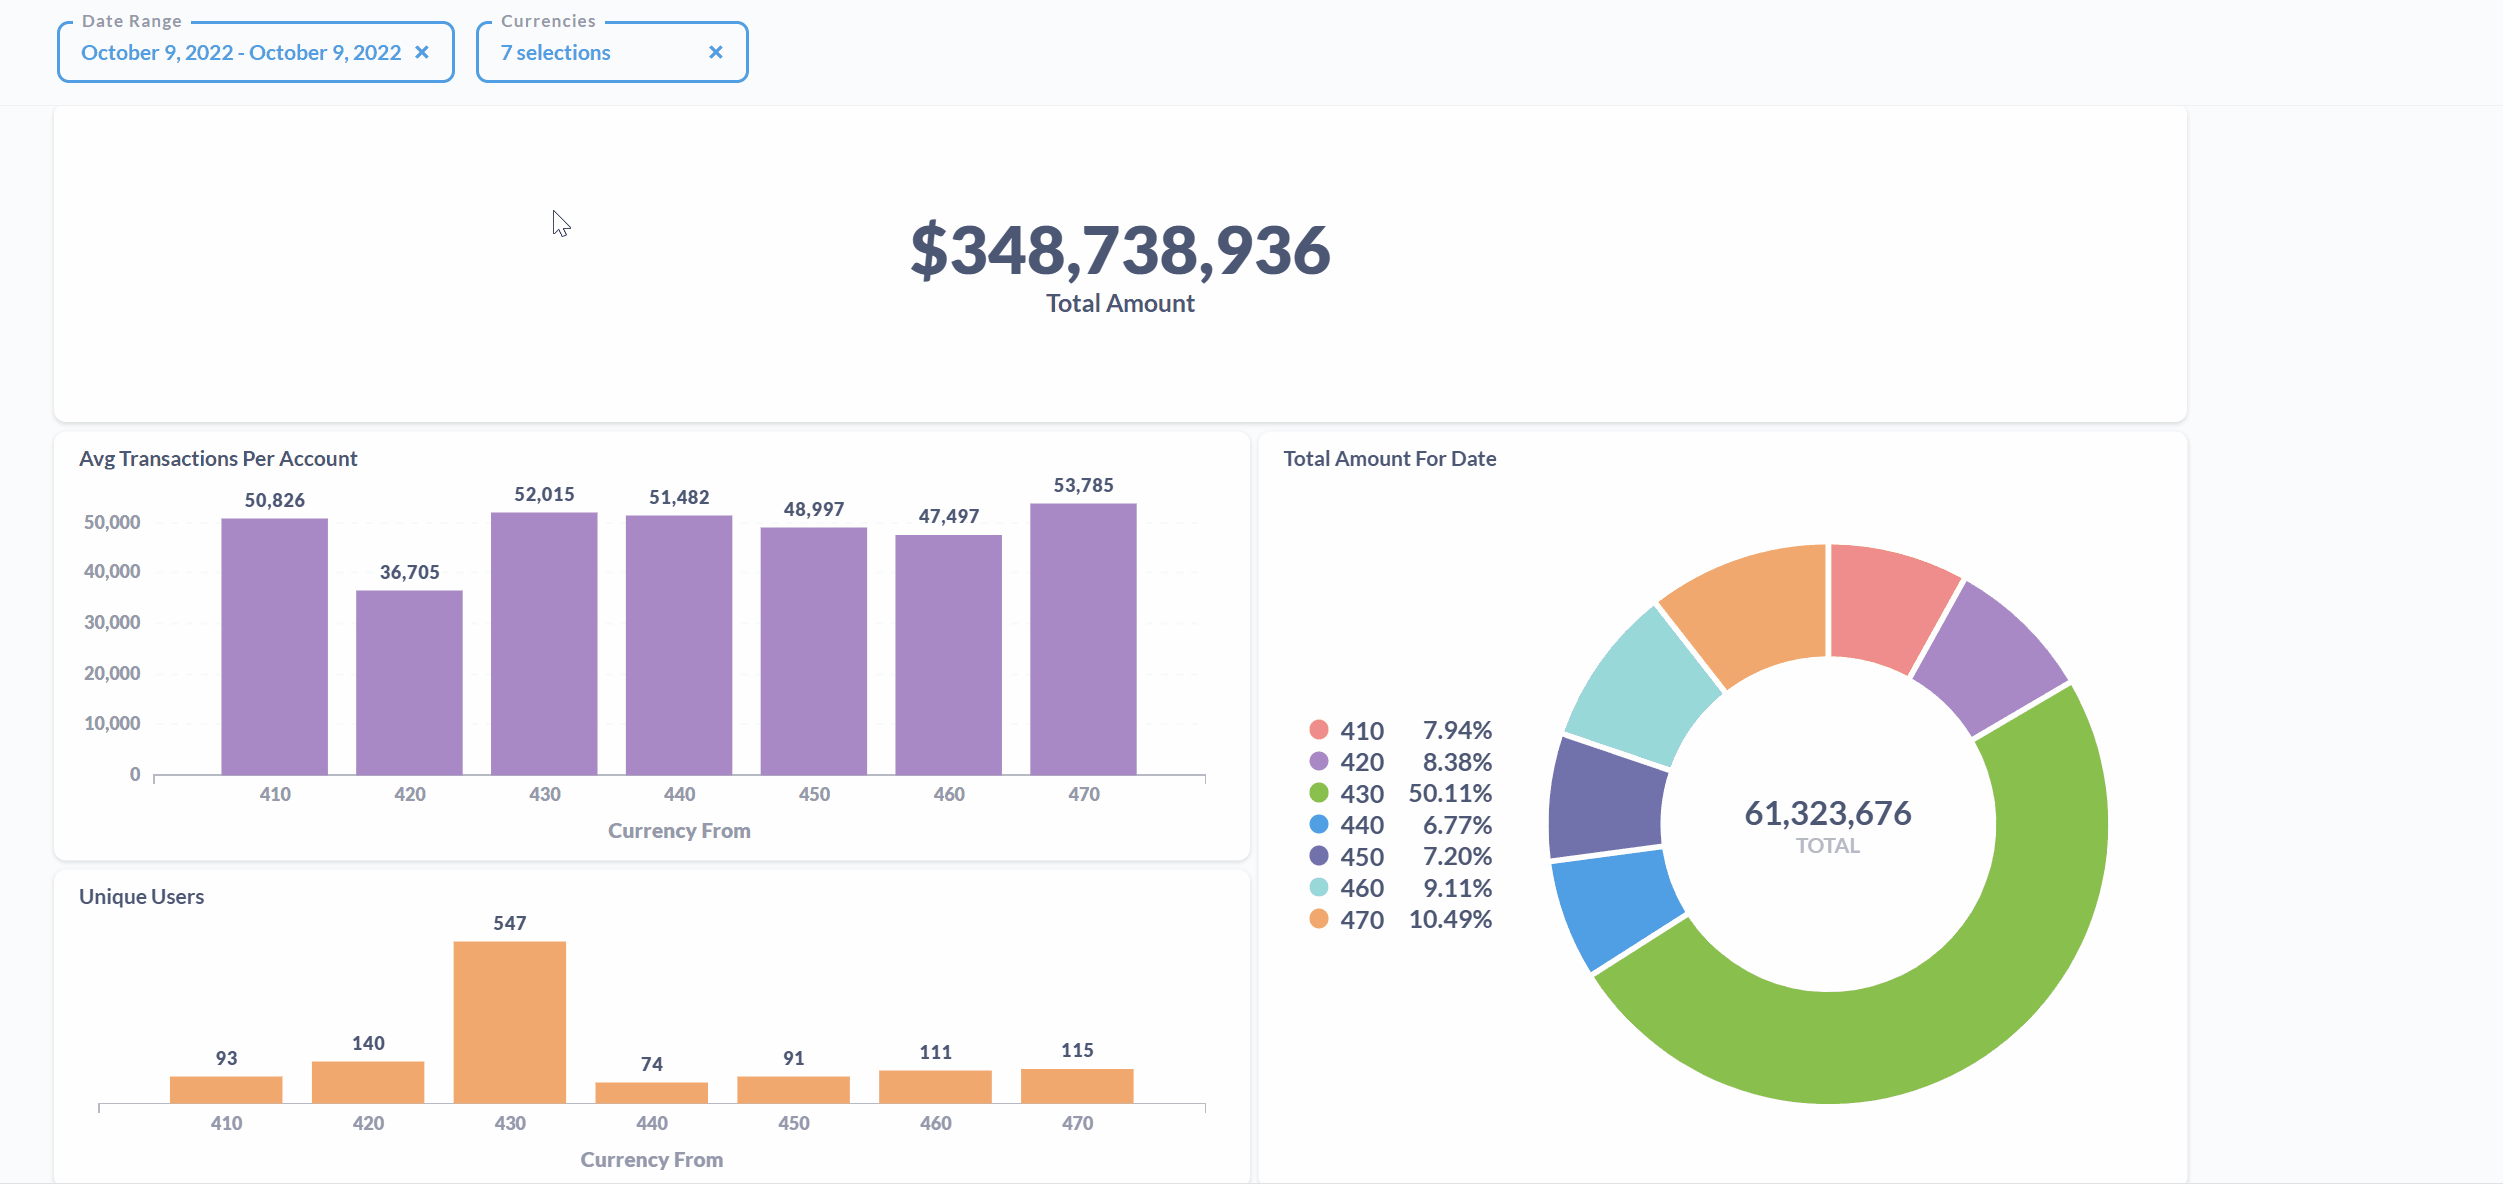 Date Range
October 9, 2022 - October 9, 2022 ×
Currencies
7 selections ×
$348,738,936
Total Amount
Avg Transactions Per Account
50,826
36,705
52,015
51,482
48,997
47,497
53,785
50,000
40,000
30,000
20,000
10,000
0
410 420 430 440 450 460 470
Currency From
Unique Users
93
140
547
74
91
111
115
410 420 430 440 450 460 470
Currency From
Total Amount For Date
410 7.94%
420 8.38%
430 50.11%
440 6.77%
450 7.20%
460 9.11%
470 10.49%
61,323,676
TOTAL